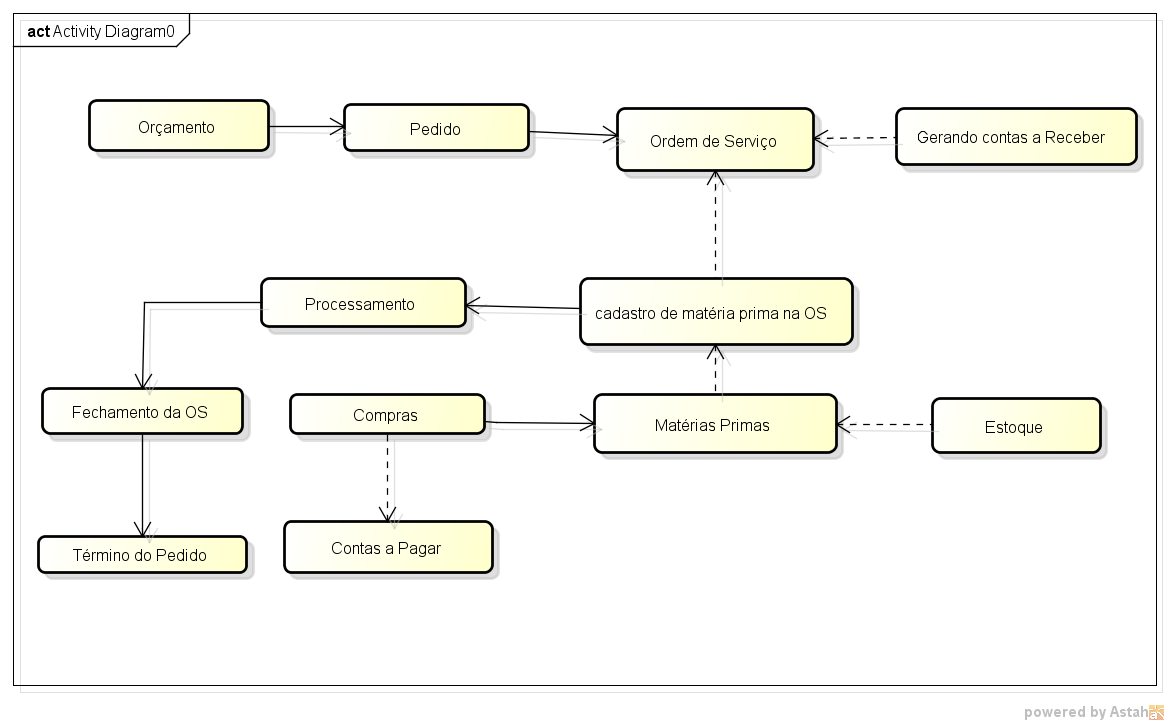 act Activity Diagram0
Orçamento
Pedido
Ordem de Serviço
Gerando contas a Receber
Processamento
cadastro de matéria prima na OS
Fechamento da OS
Compras
Matérias Primas
Estoque
Término do Pedido
Contas a Pagar
powered by Astah